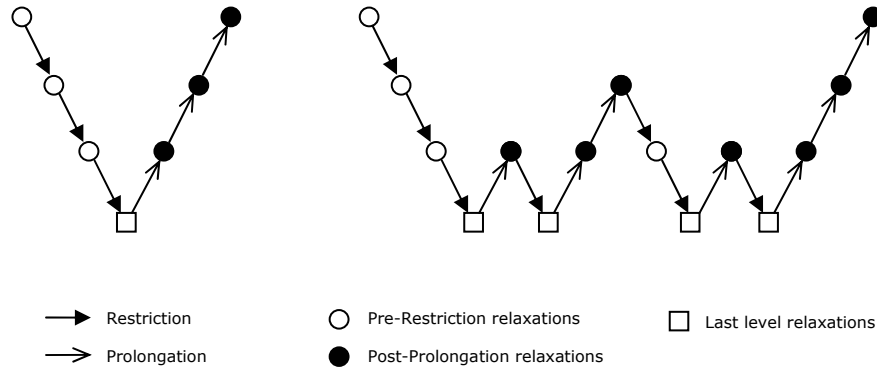 Restriction
Pre-Restriction relaxations
Last level relaxations
Prolongation
Post-Prolongation relaxations